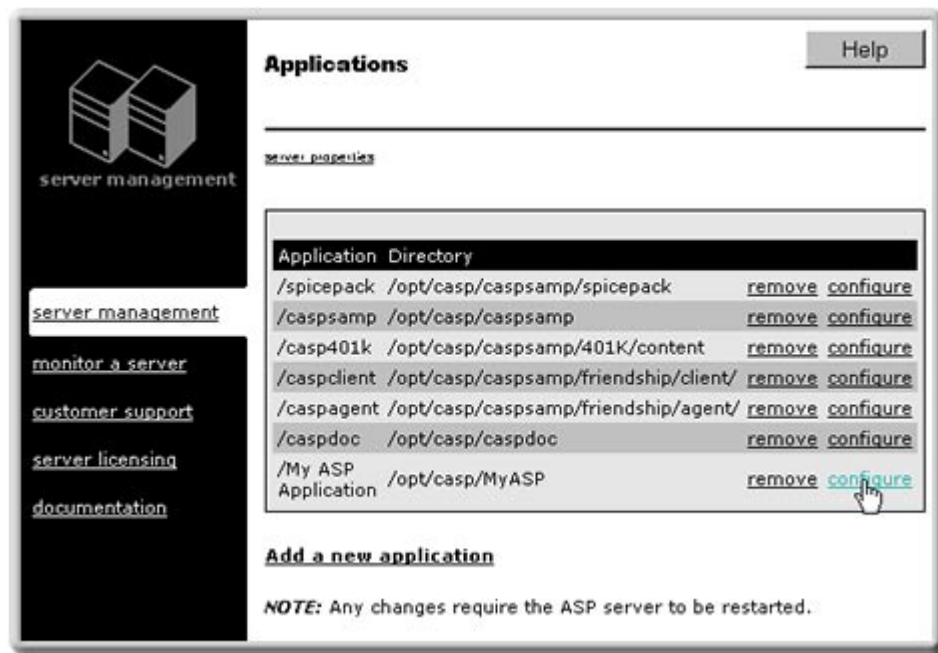 Applications
Help
server properties
server management
Application Directory
/spicepack /opt/casp/caspsamp/spicepack remove configure
/caspsamp /opt/casp/caspsamp remove configure
/casp401k /opt/casp/caspsamp/401K/content remove configure
/caspclient /opt/casp/caspsamp/friendship/client/ remove configure
/caspagent /opt/casp/caspsamp/friendship/agent/ remove configure
/caspdoc /opt/casp/caspdoc remove configure
/My ASP
Application /opt/casp/MyASP remove configure
server management
monitor a server
customer support
server licensing
documentation
Add a new application
NOTE: Any changes require the ASP server to be restarted.